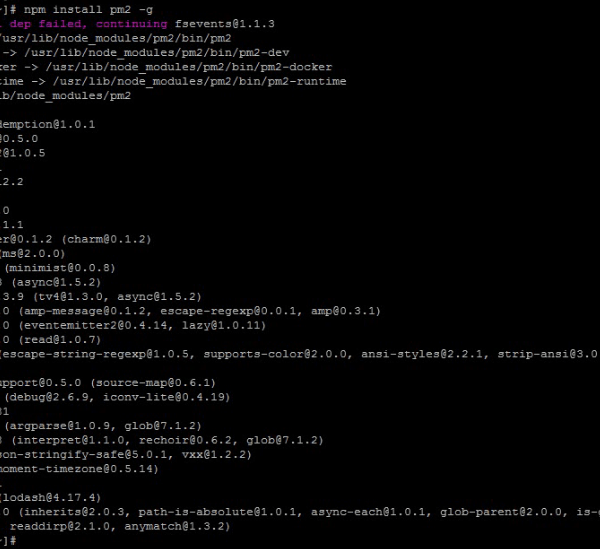 ]# npm install pm2 -g
dep failed, continuing fsevents@1.1.3
/usr/lib/node_modules/pm2/bin/pm2
-> /usr/lib/node_modules/pm2/bin/pm2-dev
ker -> /usr/lib/node_modules/pm2/bin/pm2-docker
time -> /usr/lib/node_modules/pm2/bin/pm2-runtime
ib/node_modules/pm2
demption@1.0.1
@0.5.0
2@1.0.5
2.2
0
1.1
er@0.1.2 (charm@0.1.2)
(ms@2.0.0)
(minimist@0.0.8)
(async@1.5.2)
3.9 (tv4@1.3.0, async@1.5.2)
0 (amp-message@0.1.2, escape-regexp@0.0.1, amp@0.3.1)
0 (eventemitter2@0.4.14, lazy@1.0.11)
0 (read@1.0.7)
(escape-string-regexp@1.0.5, supports-color@2.0.0, ansi-styles@2.2.1, strip-ansi@3.0
upport@0.5.0 (source-map@0.6.1)
(debug@2.6.9, iconv-lite@0.4.19)
1
(argparse@1.0.9, glob@7.1.2)
(interpret@1.1.0, rechoir@0.6.2, glob@7.1.2)
son-stringify-safe@5.0.1, vxx@1.2.2)
moment-timezone@0.5.14)
(lodash@4.17.4)
0 (inherits@2.0.3, path-is-absolute@1.0.1, async-each@1.0.1, glob-parent@2.0.0, is-
readdirp@2.1.0, anymatch@1.3.2)
]#